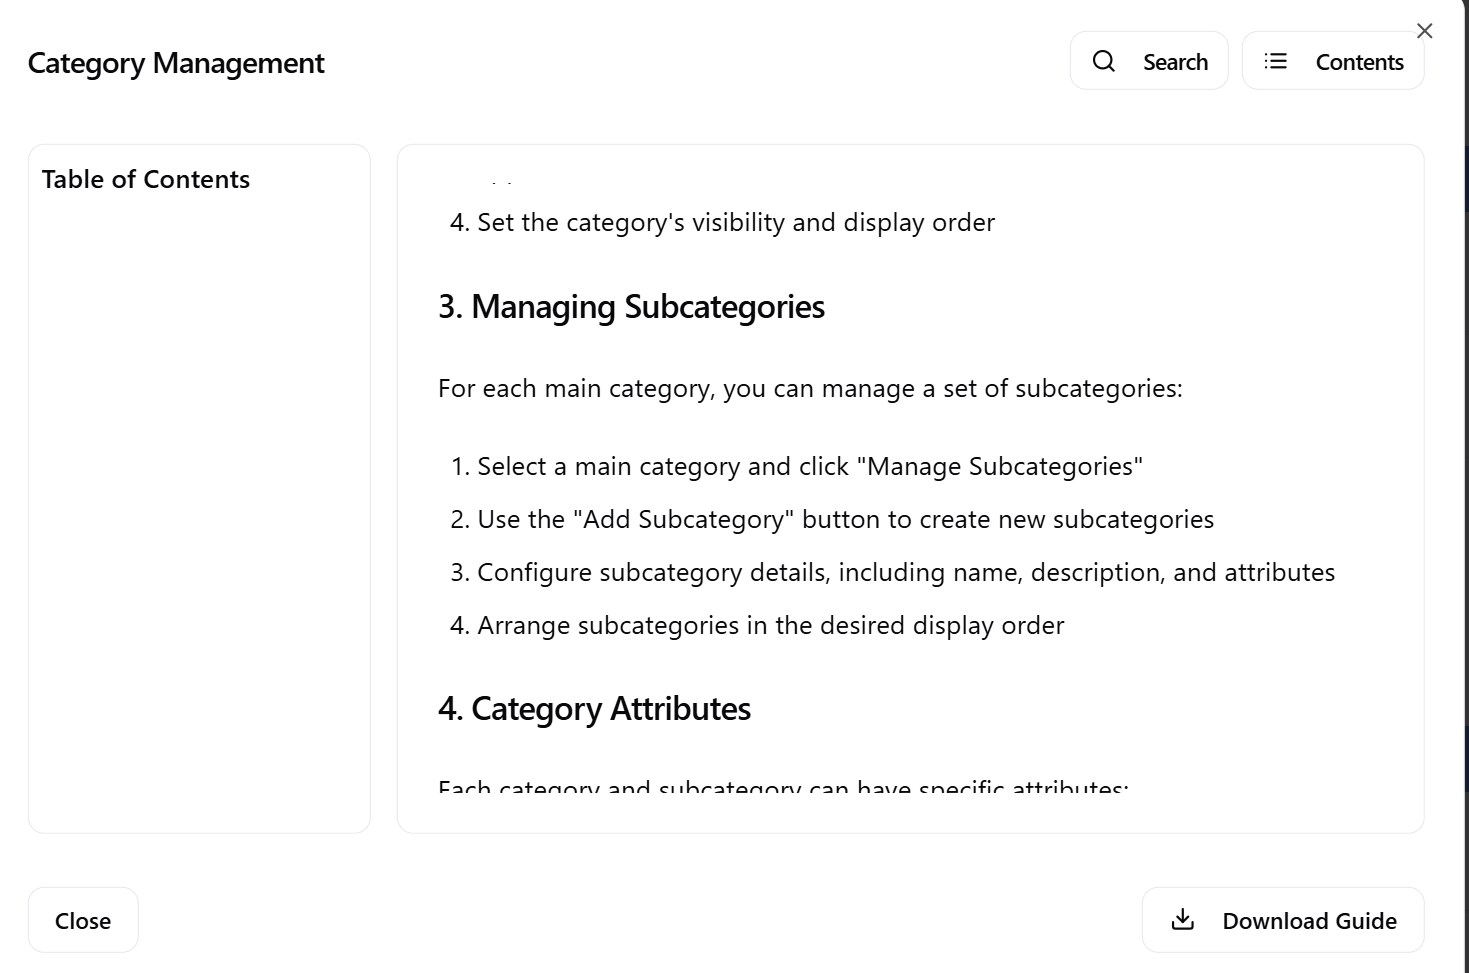 Category Management
Search
Contents
Table of Contents
4. Set the category's visibility and display order
3. Managing Subcategories
For each main category, you can manage a set of subcategories:
1. Select a main category and click "Manage Subcategories"
2. Use the "Add Subcategory" button to create new subcategories
3. Configure subcategory details, including name, description, and attributes
4. Arrange subcategories in the desired display order
4. Category Attributes
Each category and subcategory can have specific attributes:
Close
Download Guide